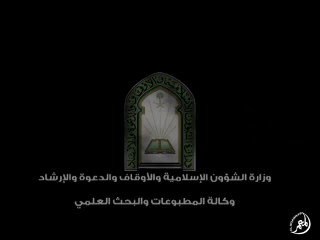 وزارة الشؤون الإسلامية والأوقاف والدعوة والإرشاد
وكالة المطبوعات والبحث العلمي